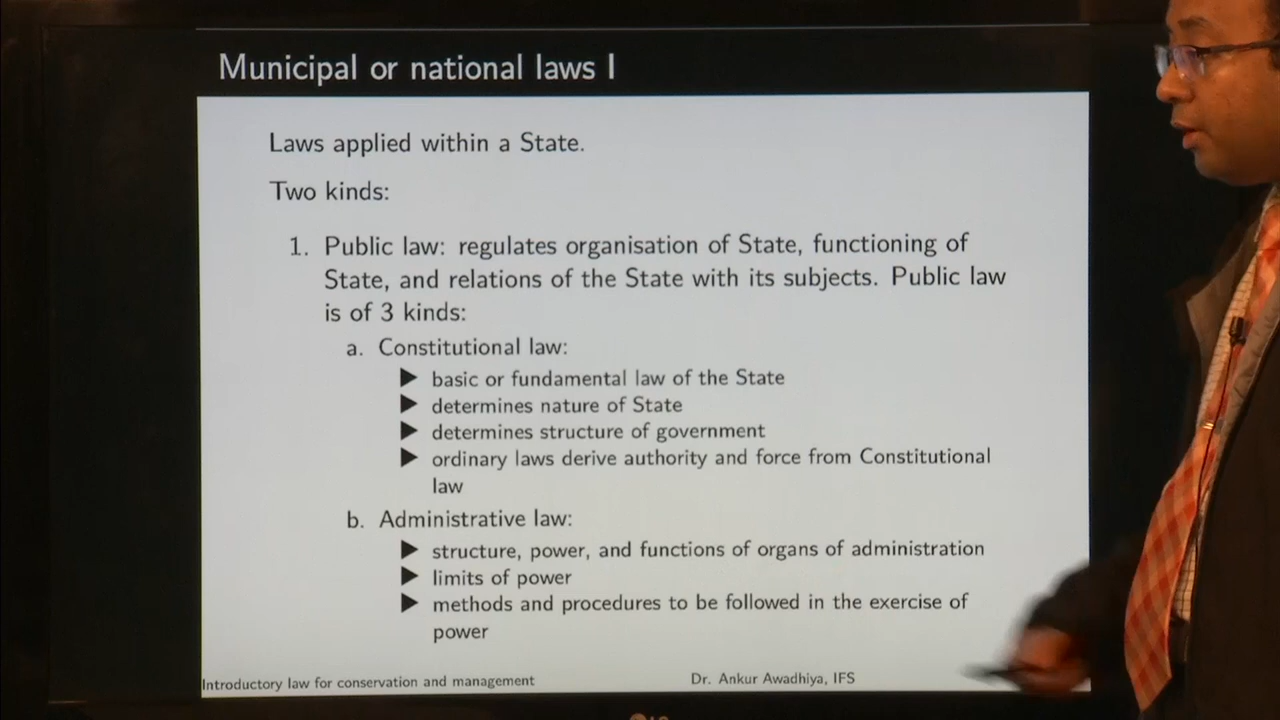 Municipal or national laws I
Laws applied within a State.
Two kinds:
1. Public law: regulates organisation of State, functioning of
State, and relations of the State with its subjects. Public law
is of 3 kinds:
a. Constitutional law:
▶ basic or fundamental law of the State
▶ determines nature of State
▶ determines structure of government
▶ ordinary laws derive authority and force from Constitutional
law
b. Administrative law:
▶ structure, power, and functions of organs of administration
▶ limits of power
▶ methods and procedures to be followed in the exercise of
power
Introductory law for conservation and management
Dr. Ankur Awadhiya, IFS